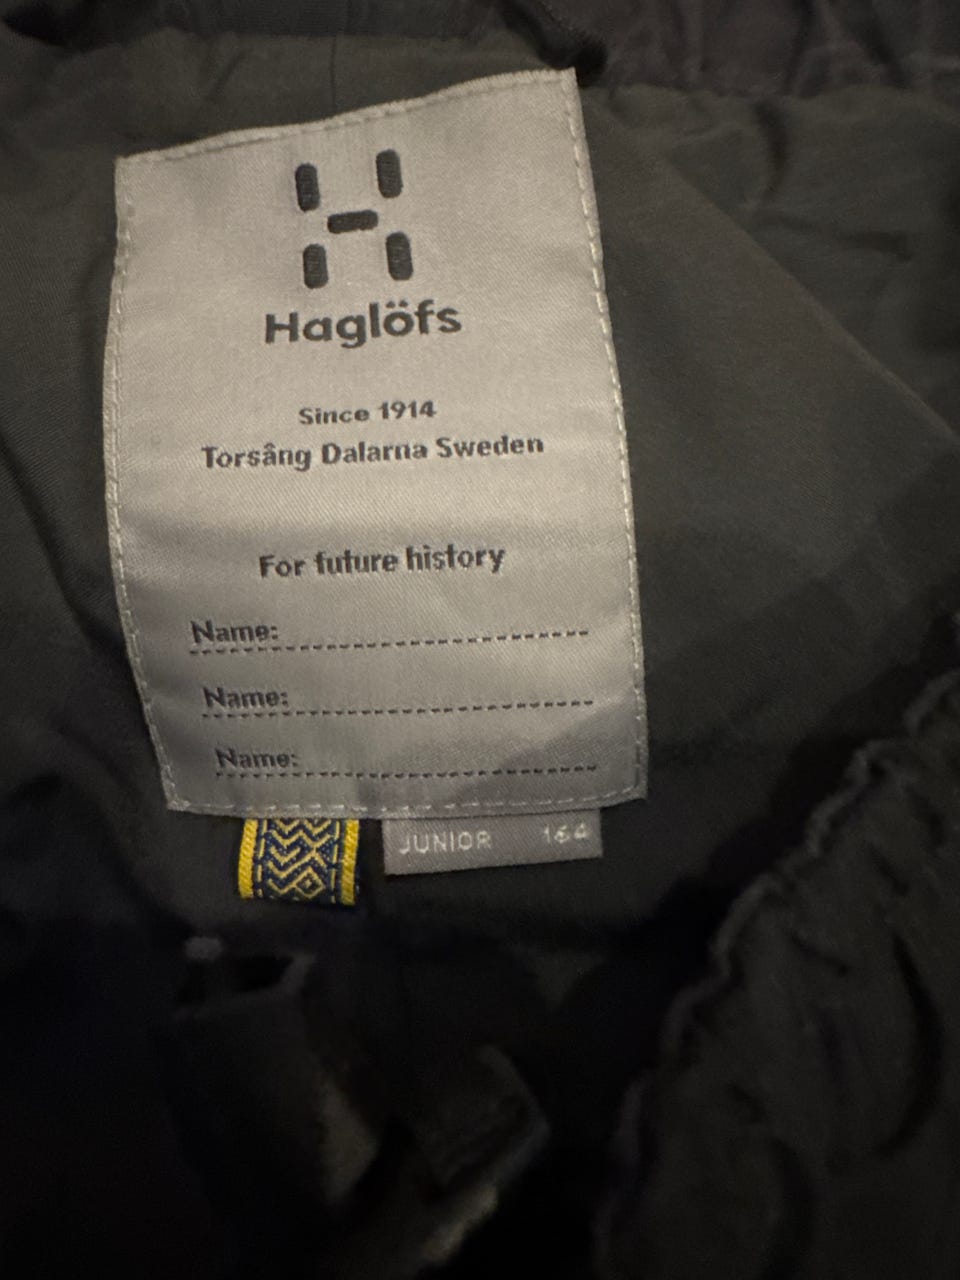 Haglöfs
Since 1914
Torsång Dalarna Sweden
For future history
Name:
Name:
Name:
JUNIOR 164